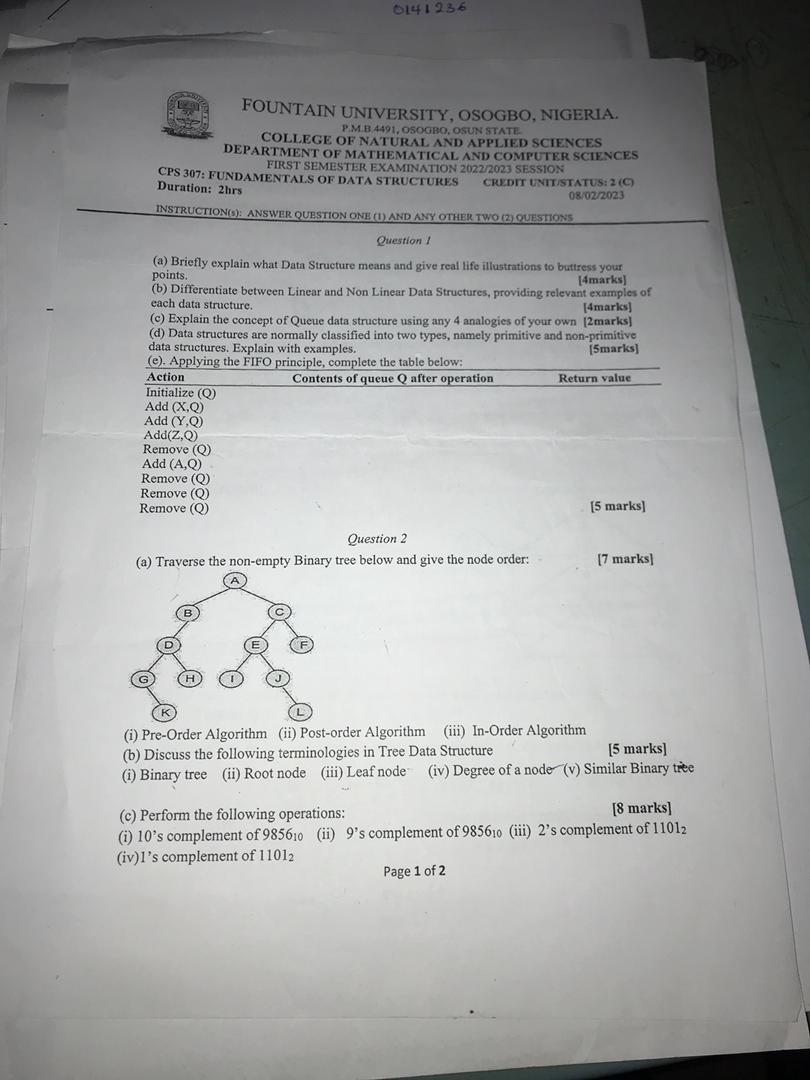 0141236
FOUNTAIN UNIVERSITY, OSOGBO, NIGERIA.
P.M.B.4491, OSOGBO, OSUN STATE.
COLLEGE OF NATURAL AND APPLIED SCIENCES
DEPARTMENT OF MATHEMATICAL AND COMPUTER SCIENCES
FIRST SEMESTER EXAMINATION 2022/2023 SESSION
CPS 307: FUNDAMENTALS OF DATA STRUCTURES CREDIT UNIT/STATUS: 2 (C)
Duration: 2hrs 08/02/2023
INSTRUCTION(s): ANSWER QUESTION ONE (1) AND ANY OTHER TWO (2) QUESTIONS
Question 1
(a) Briefly explain what Data Structure means and give real life illustrations to buttress your
points. [4marks]
(b) Differentiate between Linear and Non Linear Data Structures, providing relevant examples of
each data structure. [4marks]
(c) Explain the concept of Queue data structure using any 4 analogies of your own [2marks]
(d) Data structures are normally classified into two types, namely primitive and non-primitive
data structures. Explain with examples. [5marks]
(e). Applying the FIFO principle, complete the table below:
Action Contents of queue Q after operation Return value
Initialize (Q)
Add (X,Q)
Add (Y,Q)
Add(Z,Q)
Remove (Q)
Add (A,Q)
Remove (Q)
Remove (Q)
Remove (Q) [5 marks]
Question 2
(a) Traverse the non-empty Binary tree below and give the node order: [7 marks]
A
B C
D E F
G H I J
K L
(i) Pre-Order Algorithm (ii) Post-order Algorithm (iii) In-Order Algorithm
(b) Discuss the following terminologies in Tree Data Structure [5 marks]
(i) Binary tree (ii) Root node (iii) Leaf node (iv) Degree of a node (v) Similar Binary tree
(c) Perform the following operations: [8 marks]
(i) 10's complement of 9856₁₀ (ii) 9's complement of 9856₁₀ (iii) 2's complement of 1101₂
(iv)1's complement of 1101₂
Page 1 of 2